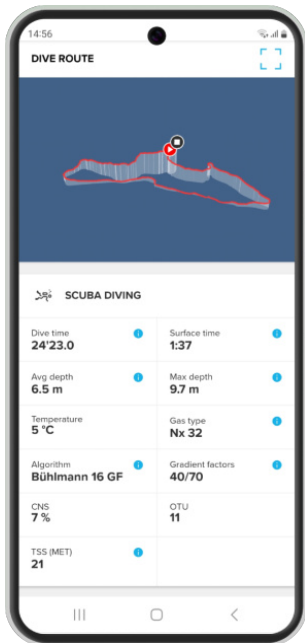 14:56
DIVE ROUTE
SCUBA DIVING
Dive time
24'23.0
Surface time
1:37
Avg depth
6.5 m
Max depth
9.7 m
Temperature
5 °C
Gas type
Nx 32
Algorithm
Bühlmann 16 GF
Gradient factors
40/70
CNS
7 %
OTU
11
TSS (MET)
21